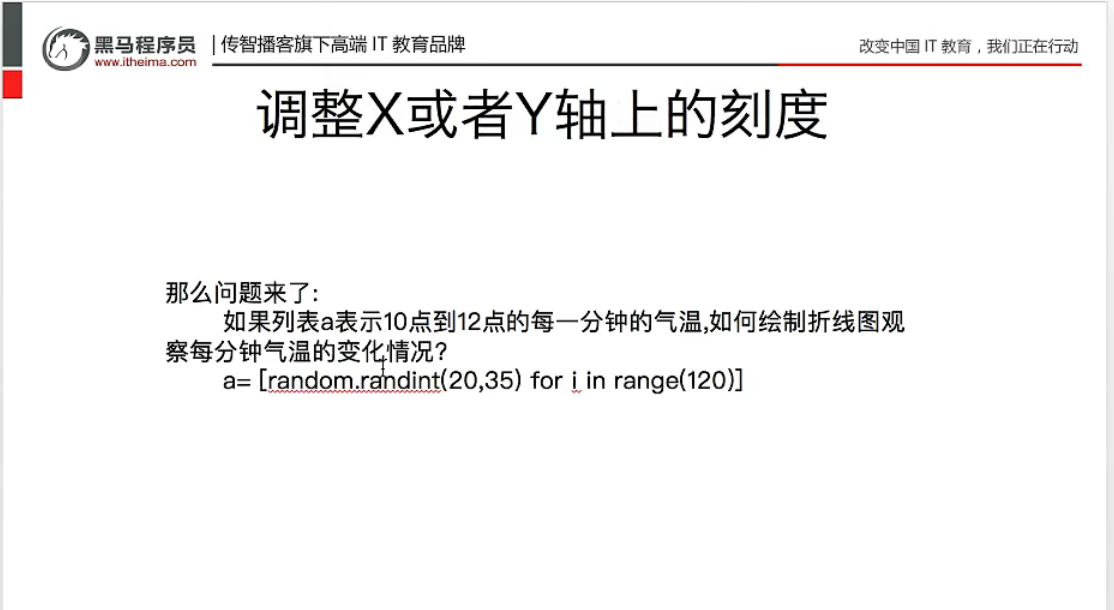 黑马程序员
www.itheima.com
传智播客旗下高端 IT 教育品牌
改变中国 IT 教育，我们正在行动
调整X或者Y轴上的刻度
那么问题来了:
如果列表a表示10点到12点的每一分钟的气温,如何绘制折线图观
察每分钟气温的变化情况?
a= [random.randint(20,35) for i in range(120)]